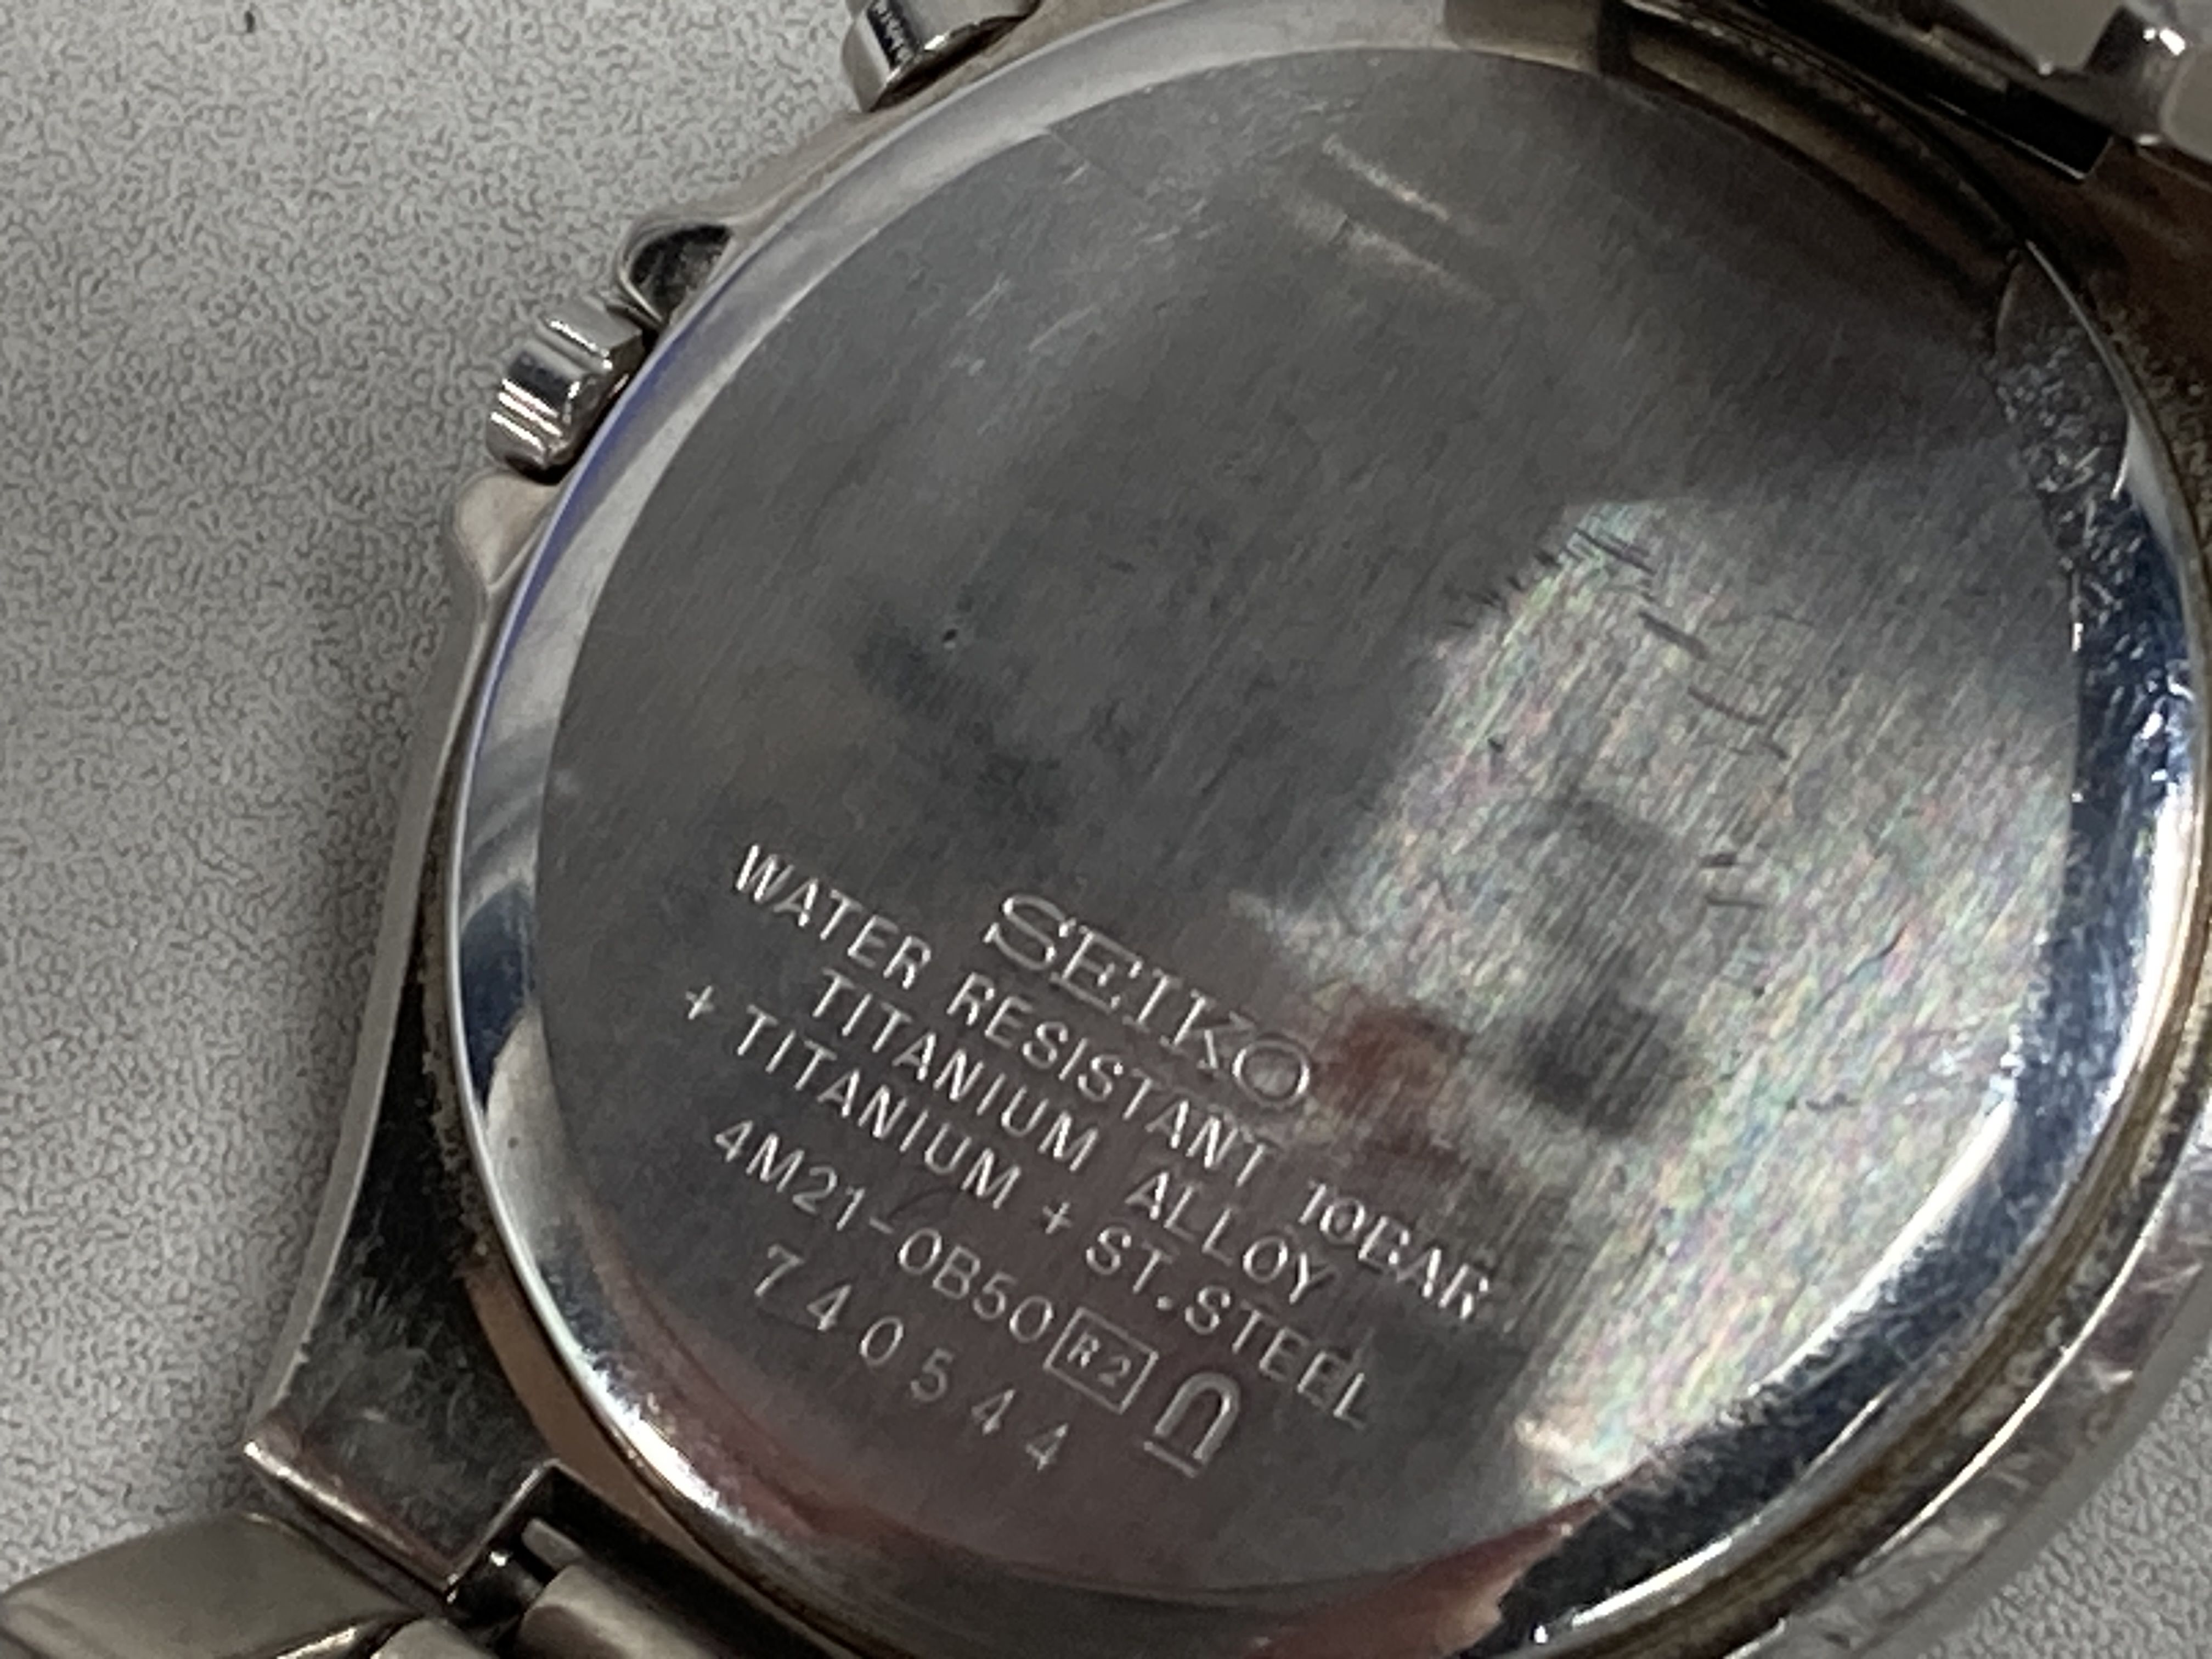 SEIKO
WATER RESISTANT 10BAR
TITANIUM ALLOY
+ TITANIUM + ST.STEEL
4M21-0B50 R2
740544